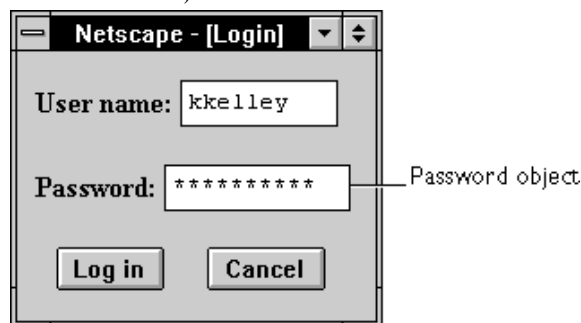 Netscape - [Login]
User name: kkelley
Password: **********
Password object
Log in Cancel